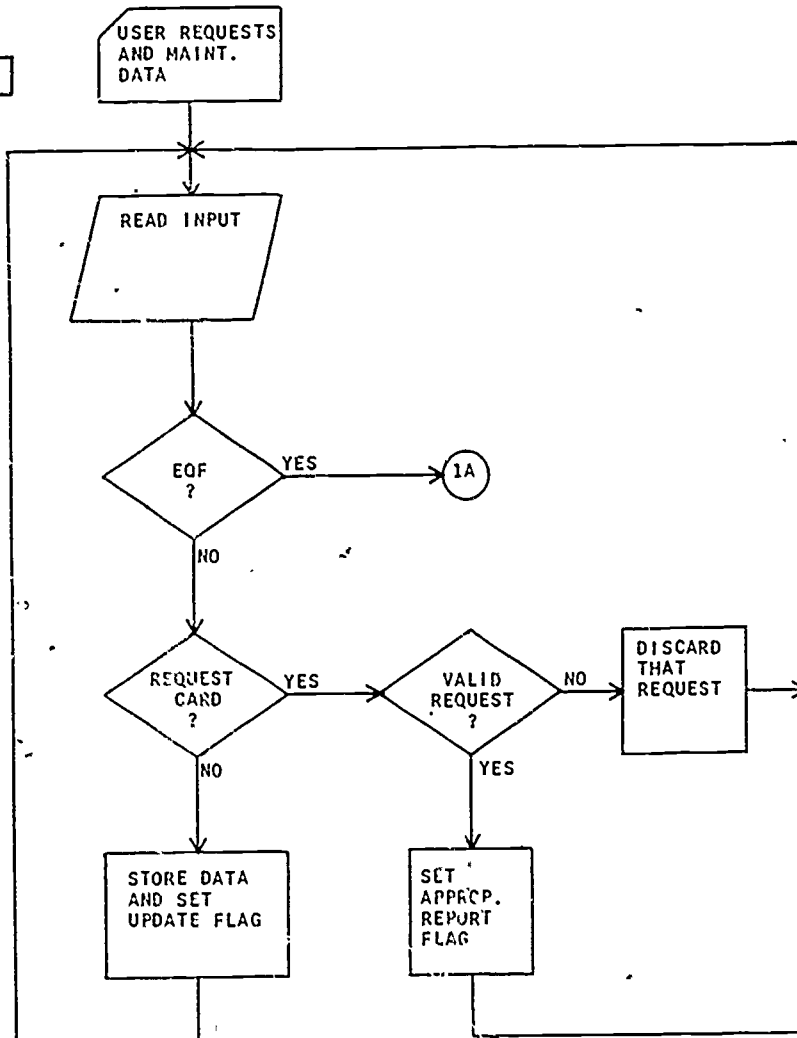 USER REQUESTS
AND MAINT.
DATA
READ INPUT
EOF
?
YES
1A
NO
REQUEST
CARD
?
YES
VALID
REQUEST
?
NO
DISCARD
THAT
REQUEST
NO
YES
STORE DATA
AND SET
UPDATE FLAG
SET
APPROP.
REPORT
FLAG